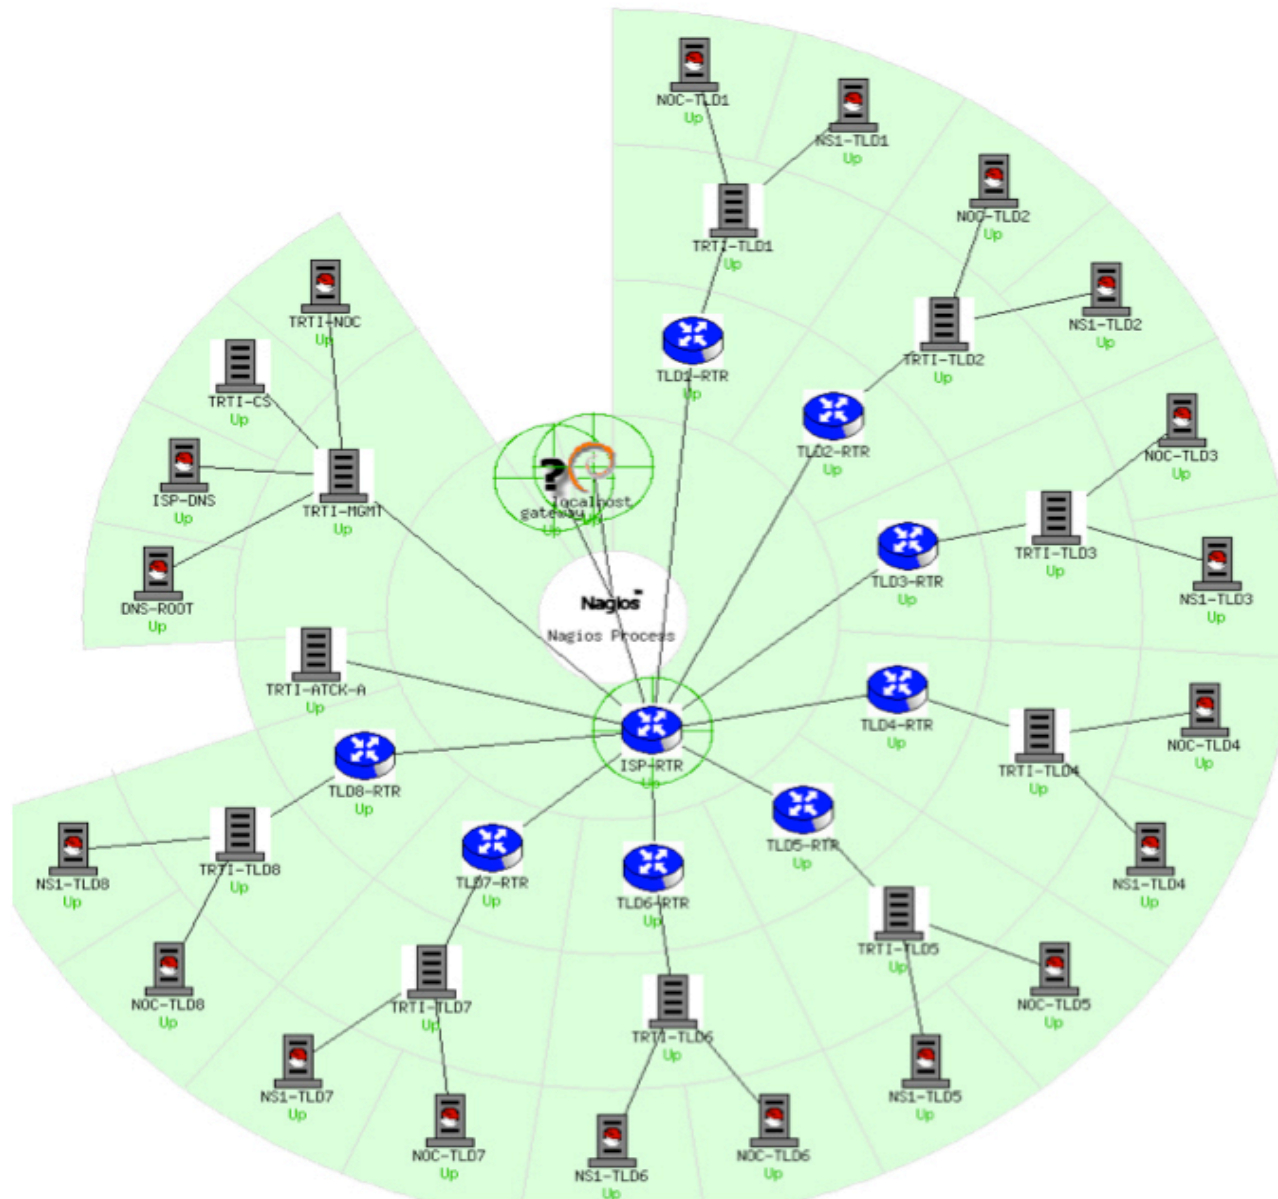 NOC-TLD1
Up
NS1-TLD1
Up
TRTI-TLD1
Up
NOC-TLD2
Up
NS1-TLD2
Up
TRTI-TLD2
Up
TLD1-RTR
Up
TLD2-RTR
Up
TRTI-NOC
Up
TRTI-CS
Up
ISP-DNS
Up
TRTI-MGMT
Up
DNS-ROOT
Up
?
localhost
Up
gateway
Up
NOC-TLD3
Up
TRTI-TLD3
Up
NS1-TLD3
Up
TLD3-RTR
Up
Nagios™
Nagios Process
TRTI-ATCK-A
Up
TLD4-RTR
Up
NOC-TLD4
Up
TRTI-TLD4
Up
NS1-TLD4
Up
ISP-RTR
Up
TLD8-RTR
Up
TLD5-RTR
Up
TLD7-RTR
Up
TLD6-RTR
Up
TRTI-TLD8
Up
NS1-TLD8
Up
NOC-TLD8
Up
TRTI-TLD5
Up
NOC-TLD5
Up
NS1-TLD5
Up
TRTI-TLD7
Up
NS1-TLD7
Up
NOC-TLD7
Up
TRTI-TLD6
Up
NS1-TLD6
Up
NOC-TLD6
Up